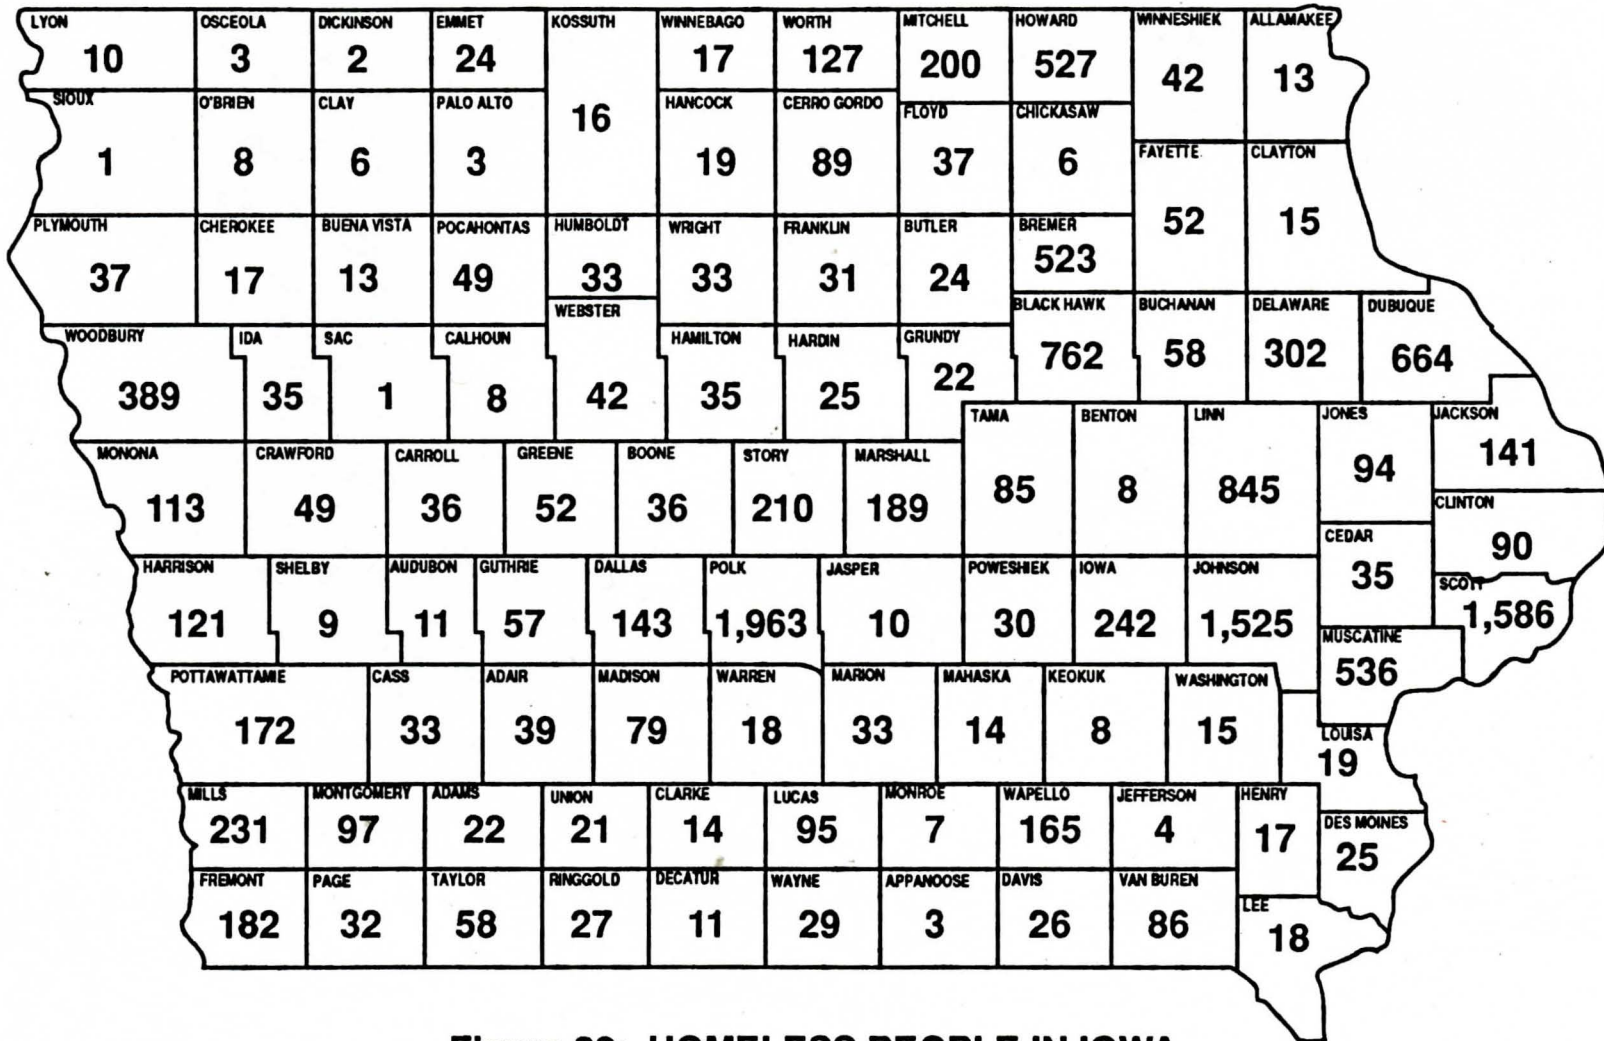 LYON OSCEOLA DICKINSON EMMET KOSSUTH WINNEBAGO WORTH MITCHELL HOWARD WINNESHIEK ALLAMAKEE
10 3 2 24 16 17 127 200 527 42 13
SIOUX O'BRIEN CLAY PALO ALTO HANCOCK CERRO GORDO FLOYD CHICKASAW FAYETTE CLAYTON
1 8 6 3 19 89 37 6 52 15
PLYMOUTH CHEROKEE BUENA VISTA POCAHONTAS HUMBOLDT WRIGHT FRANKLIN BUTLER BREMER
37 17 13 49 33 33 31 24 523
WOODBURY IDA SAC CALHOUN WEBSTER HAMILTON HARDIN GRUNDY BLACK HAWK BUCHANAN DELAWARE DUBUQUE
389 35 1 8 42 35 25 22 762 58 302 664
MONONA CRAWFORD CARROLL GREENE BOONE STORY MARSHALL TAMA BENTON LINN JONES JACKSON
113 49 36 52 36 210 189 85 8 845 94 141
CLINTON
90
HARRISON SHELBY AUDUBON GUTHRIE DALLAS POLK JASPER POWESHIEK IOWA JOHNSON CEDAR SCOTT
121 9 11 57 143 1,963 10 30 242 1,525 35 1,586
MUSCATINE
536
POTTAWATTAMIE CASS ADAIR MADISON WARREN MARION MAHASKA KEOKUK WASHINGTON LOUISA
172 33 39 79 18 33 14 8 15 19
MILLS MONTGOMERY ADAMS UNION CLARKE LUCAS MONROE WAPELLO JEFFERSON HENRY DES MOINES
231 97 22 21 14 95 7 165 4 17 25
FREMONT PAGE TAYLOR RINGGOLD DECATUR WAYNE APPANOOSE DAVIS VAN BUREN LEE
182 32 58 27 11 29 3 26 86 18
HOMELESS PEOPLE IN IOWA